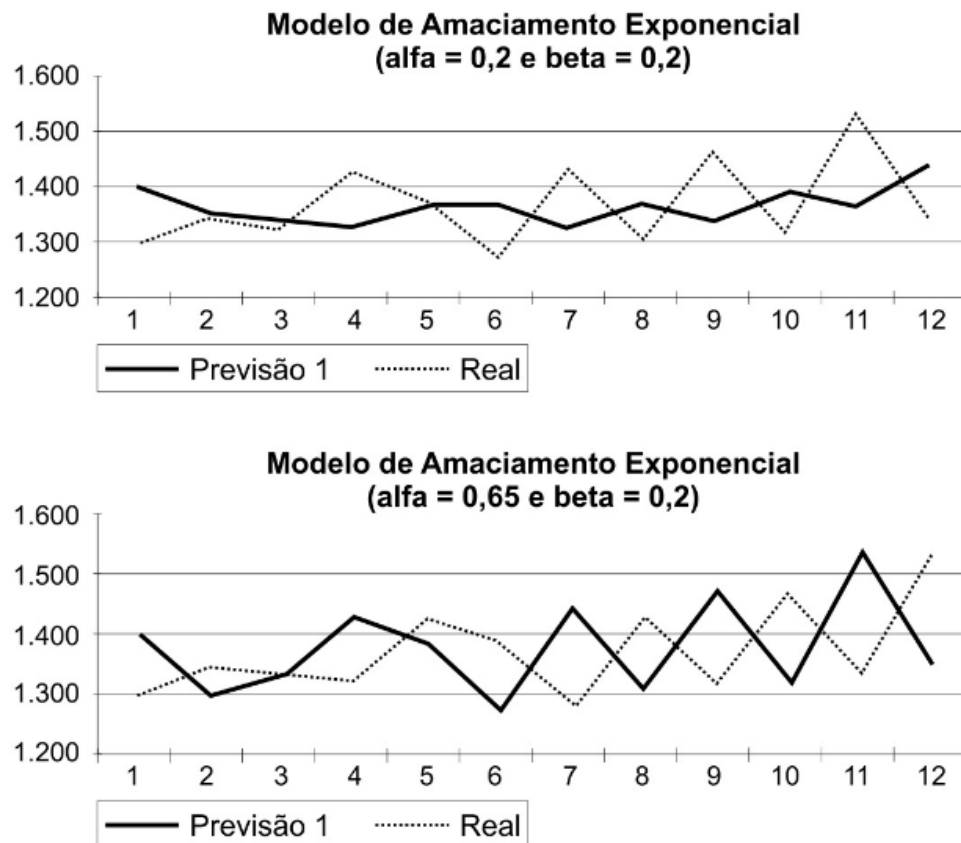 Modelo de Amaciamento Exponencial
(alfa = 0,2 e beta = 0,2)
1.600
1.500
1.400
1.300
1.200
1 2 3 4 5 6 7 8 9 10 11 12
Previsão 1 Real
Modelo de Amaciamento Exponencial
(alfa = 0,65 e beta = 0,2)
1.600
1.500
1.400
1.300
1.200
1 2 3 4 5 6 7 8 9 10 11 12
Previsão 1 Real